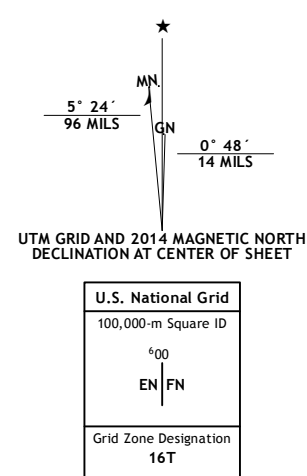 ★
MN.
GN
5° 24´
96 MILS
0° 48´
14 MILS
UTM GRID AND 2014 MAGNETIC NORTH
DECLINATION AT CENTER OF SHEET
U.S. National Grid
100,000-m Square ID
⁶00
EN FN
Grid Zone Designation
16T